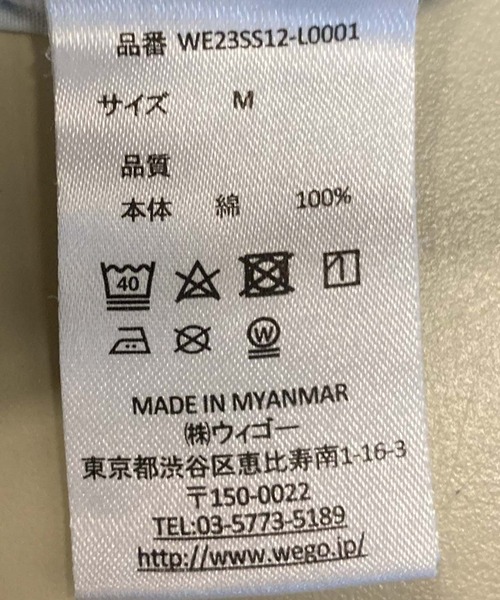 品番 WE23SS12-L0001
サイズ M
品質
本体 綿 100%
40
W
MADE IN MYANMAR
㈱ウィゴー
東京都渋谷区恵比寿南1-16-3
〒150-0022
TEL:03-5773-5189
http://www.wego.jp/